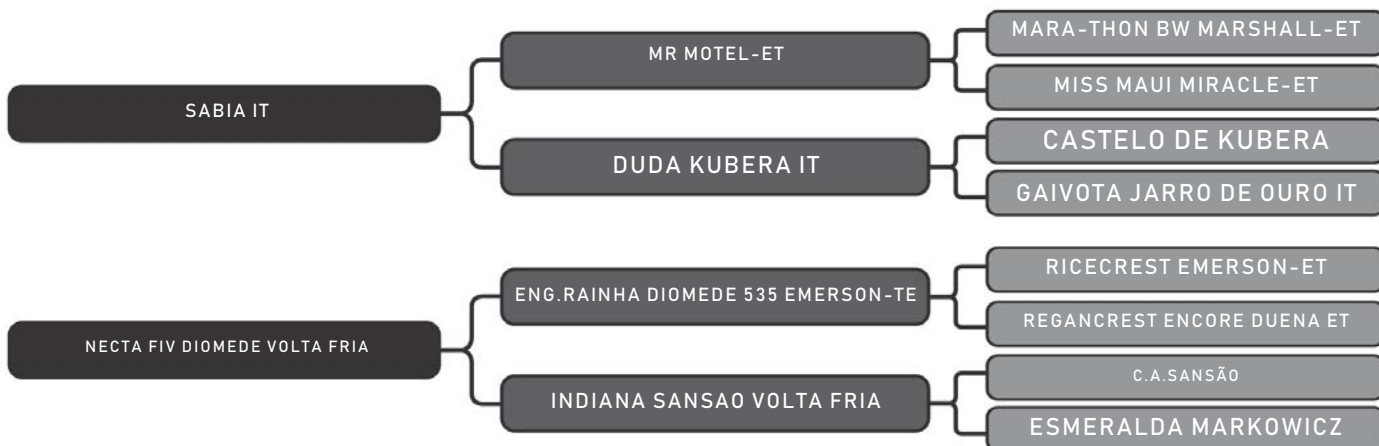 MARA-THON BW MARSHALL-ET
MR MOTEL-ET
MISS MAUI MIRACLE-ET
SABIA IT
CASTELO DE KUBERA
DUDA KUBERA IT
GAIVOTA JARRO DE OURO IT
RICECREST EMERSON-ET
ENG.RAINHA DIOMEDE 535 EMERSON-TE
REGANCREST ENCORE DUENA ET
NECTA FIV DIOMEDE VOLTA FRIA
C.A.SANSÃO
INDIANA SANSAO VOLTA FRIA
ESMERALDA MARKOWICZ